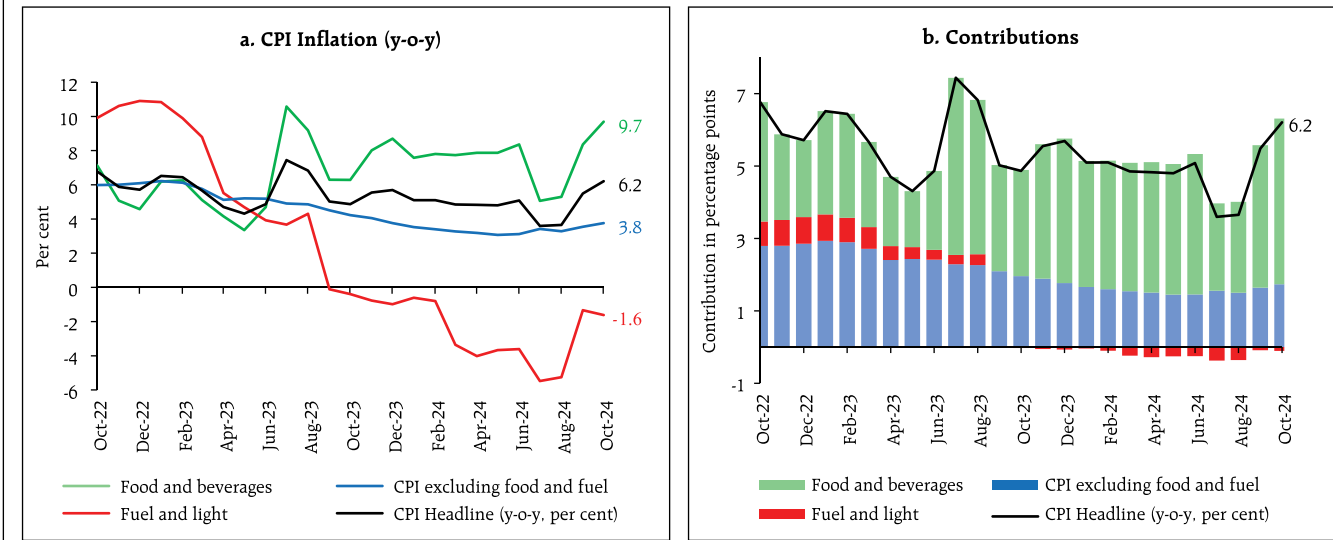 a. CPI Inflation (y-o-y)
Per cent
12
10
8
6
4
2
0
-2
-4
-6
9.7
6.2
3.8
-1.6
Oct-22
Dec-22
Feb-23
Apr-23
Jun-23
Aug-23
Oct-23
Dec-23
Feb-24
Apr-24
Jun-24
Aug-24
Oct-24
Food and beverages
CPI excluding food and fuel
Fuel and light
CPI Headline (y-o-y, per cent)
b. Contributions
Contribution in percentage points
7
5
3
1
-1
6.2
Oct-22
Dec-22
Feb-23
Apr-23
Jun-23
Aug-23
Oct-23
Dec-23
Feb-24
Apr-24
Jun-24
Aug-24
Oct-24
Food and beverages
CPI excluding food and fuel
Fuel and light
CPI Headline (y-o-y, per cent)